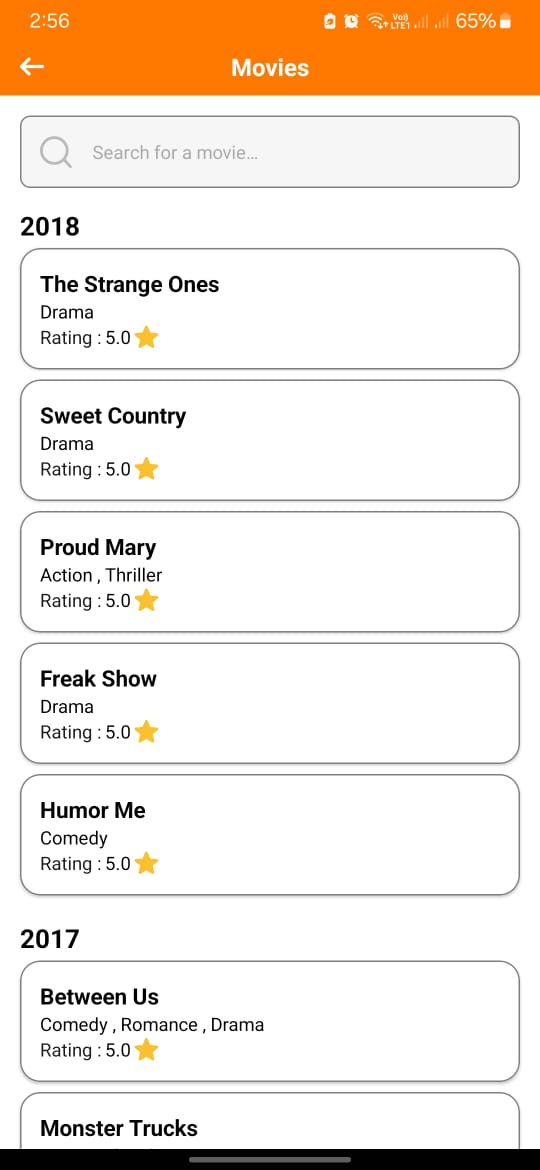 2:56
Vo))
LTE1
65%
Movies
Search for a movie...
2018
The Strange Ones
Drama
Rating : 5.0
Sweet Country
Drama
Rating : 5.0
Proud Mary
Action , Thriller
Rating : 5.0
Freak Show
Drama
Rating : 5.0
Humor Me
Comedy
Rating : 5.0
2017
Between Us
Comedy , Romance , Drama
Rating : 5.0
Monster Trucks